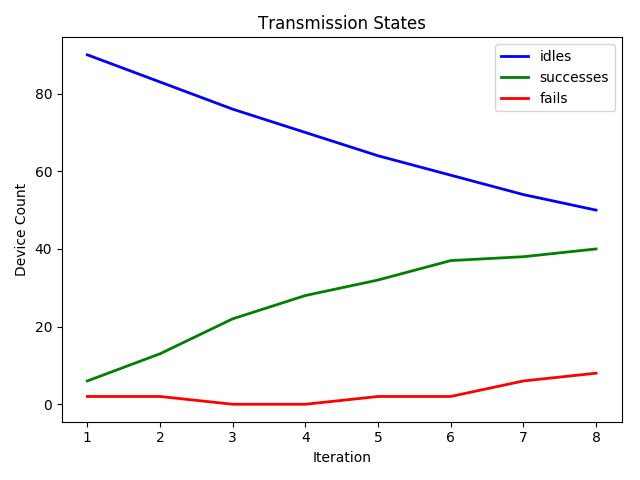 Transmission States
idles
successes
fails
Device Count
80
60
40
20
0
1 2 3 4 5 6 7 8
Iteration